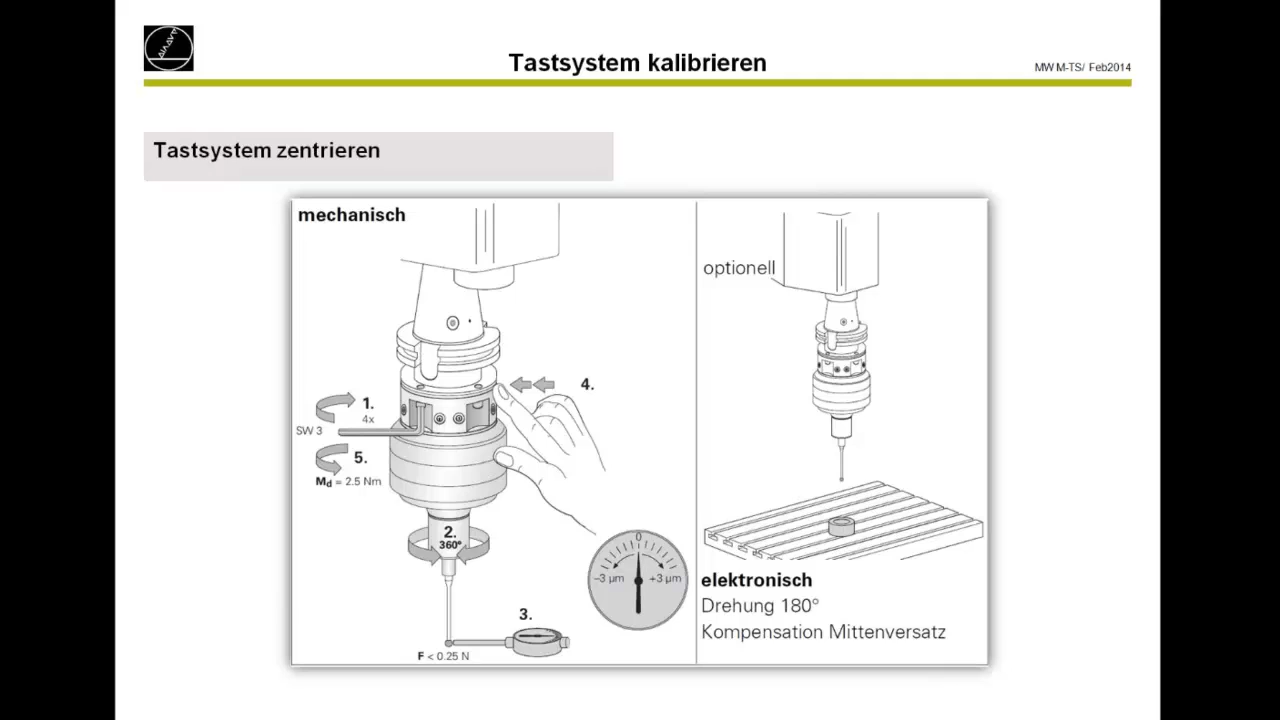 Tastsystem kalibrieren
MW M-TS/ Feb2014
Tastsystem zentrieren
mechanisch
1.
4x
SW 3
5.
Md = 2.5 Nm
4.
2.
360°
3.
F < 0.25 N
0
–3 µm
+3 µm
optionell
elektronisch
Drehung 180°
Kompensation Mittenversatz